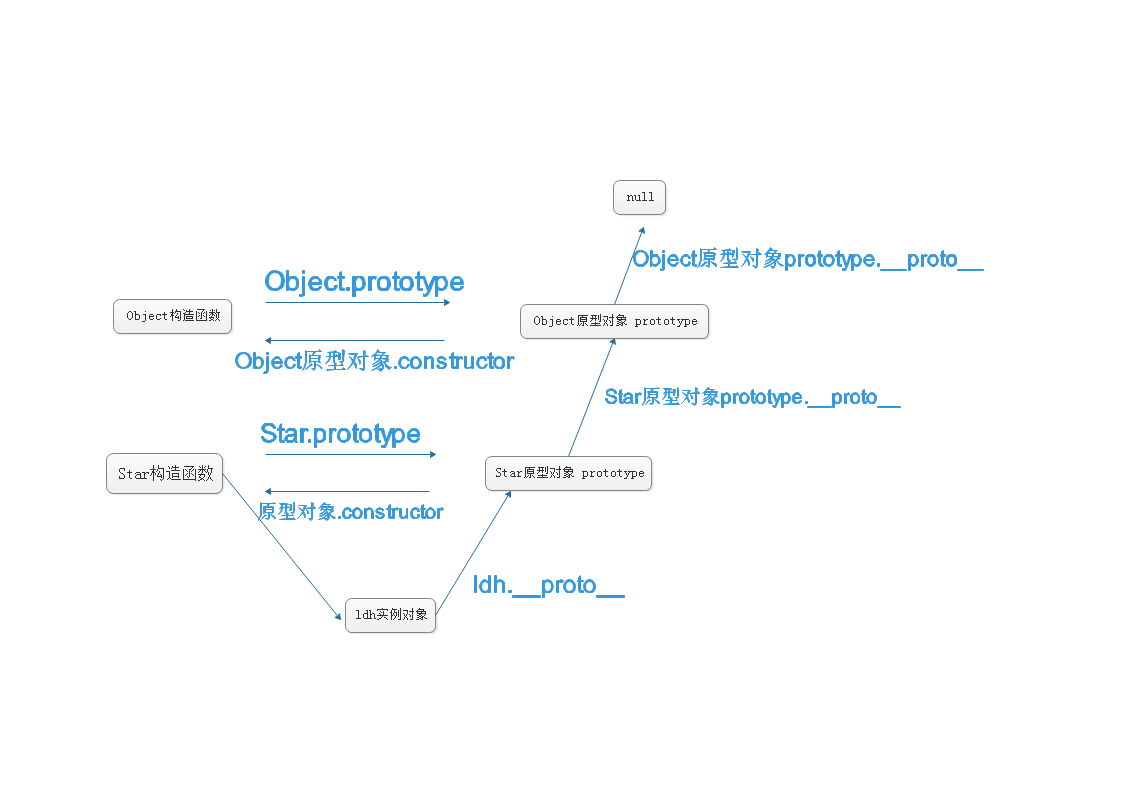 null
Object原型对象prototype.__proto__
Object.prototype
Object构造函数
Object原型对象 prototype
Object原型对象.constructor
Star原型对象prototype.__proto__
Star.prototype
Star构造函数
Star原型对象 prototype
原型对象.constructor
ldh.__proto__
ldh实例对象